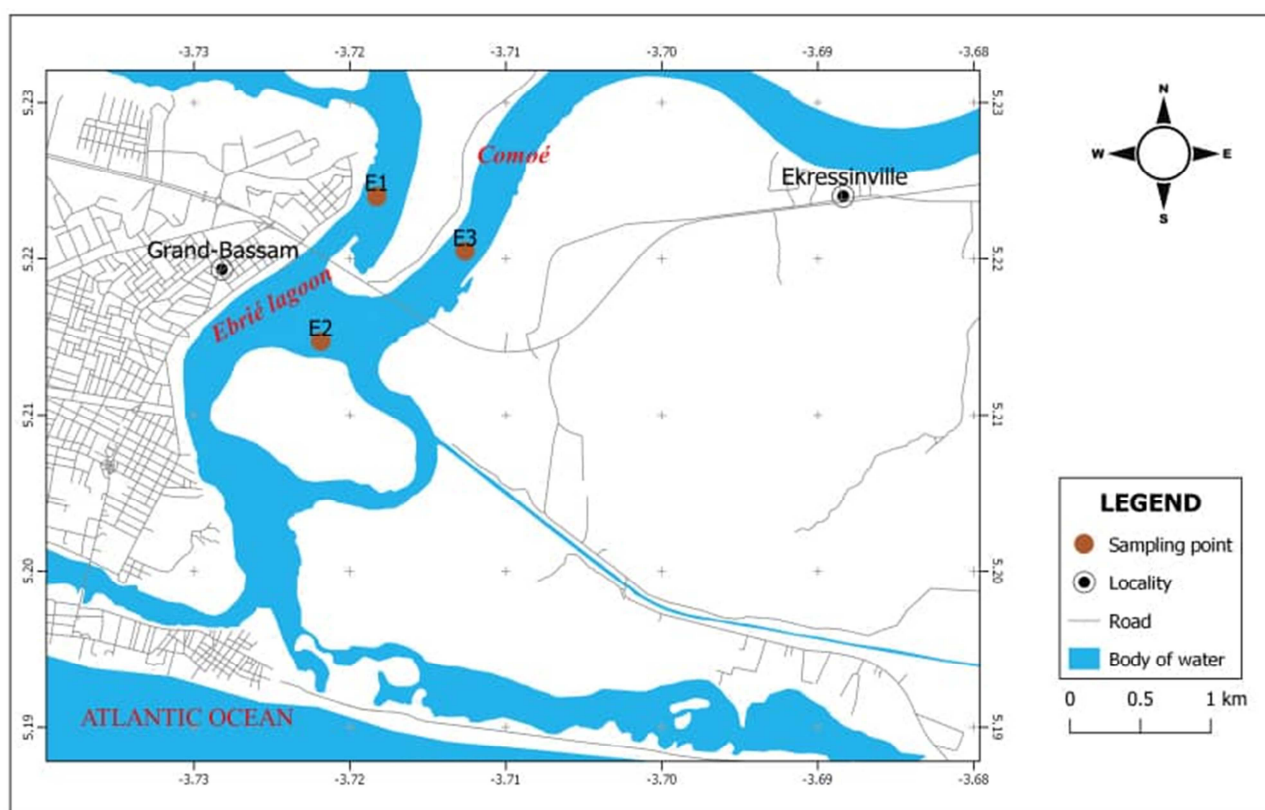 -3.73 -3.72 -3.71 -3.70 -3.69 -3.68
5.23 5.23
N
W E
S
Comoé
E1
Ekressinville
E3
Grand-Bassam
5.22 5.22
Ebrié lagoon
E2
5.21 5.21
LEGEND
Sampling point
5.20 5.20
Locality
Road
Body of water
0 0.5 1 km
ATLANTIC OCEAN
5.19 5.19
-3.73 -3.72 -3.71 -3.70 -3.69 -3.68